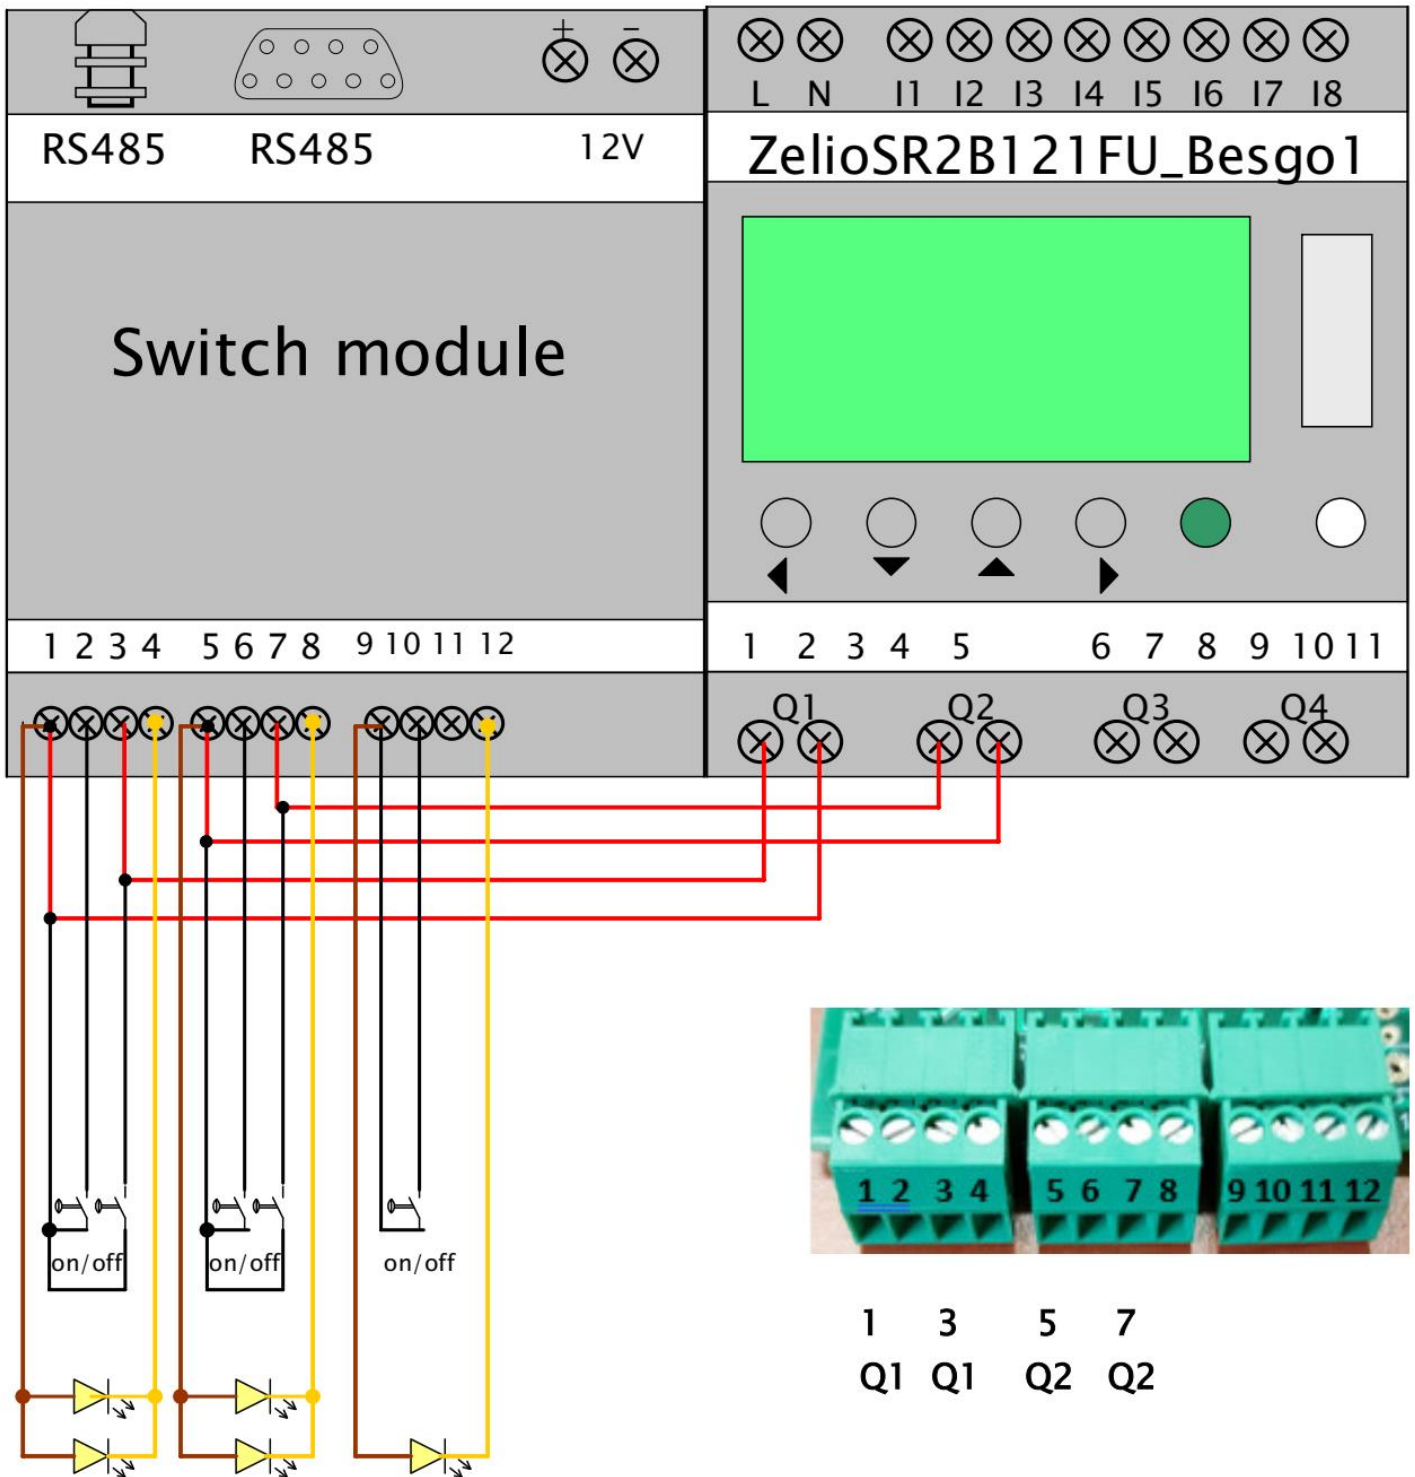 + -
L N I1 I2 I3 I4 I5 I6 I7 I8
RS485 RS485 12V
ZelioSR2B121FU_Besgo1
Switch module
1 2 3 4 5 6 7 8 9 10 11 12
1 2 3 4 5 6 7 8 9 10 11
Q1 Q2 Q3 Q4
1 2 3 4 5 6 7 8 9 10 11 12
on/off on/off on/off
1 3 5 7
Q1 Q1 Q2 Q2